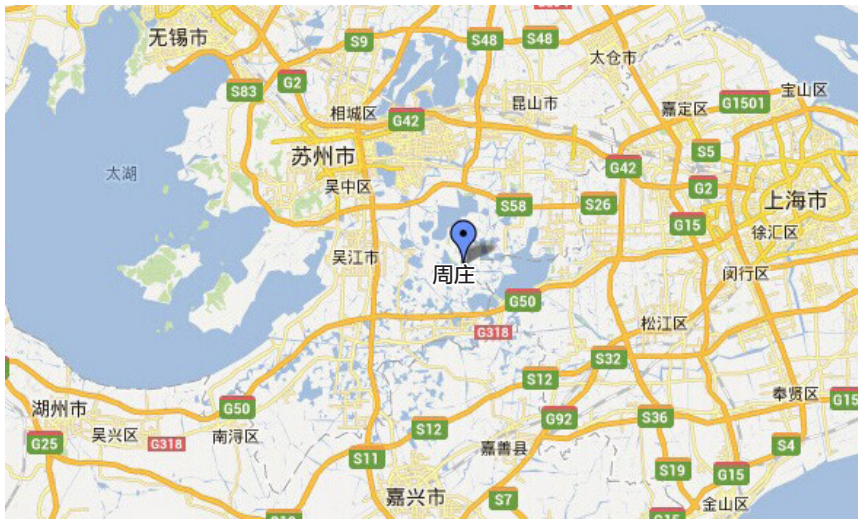 无锡市
S9
S48
S48
太仓市
G2
S83
宝山区
昆山市
G1501
嘉定区
相城区
G42
S5
苏州市
太湖
G42
吴中区
G2
上海市
S58
S26
G15
徐汇区
吴江市
周庄
闵行区
G50
松江区
G318
S32
S12
奉贤区
G15
湖州市
G50
G92
S36
S12
吴兴区
G318
南浔区
G25
嘉善县
S4
S11
S19
G15
嘉兴市
S7
金山区